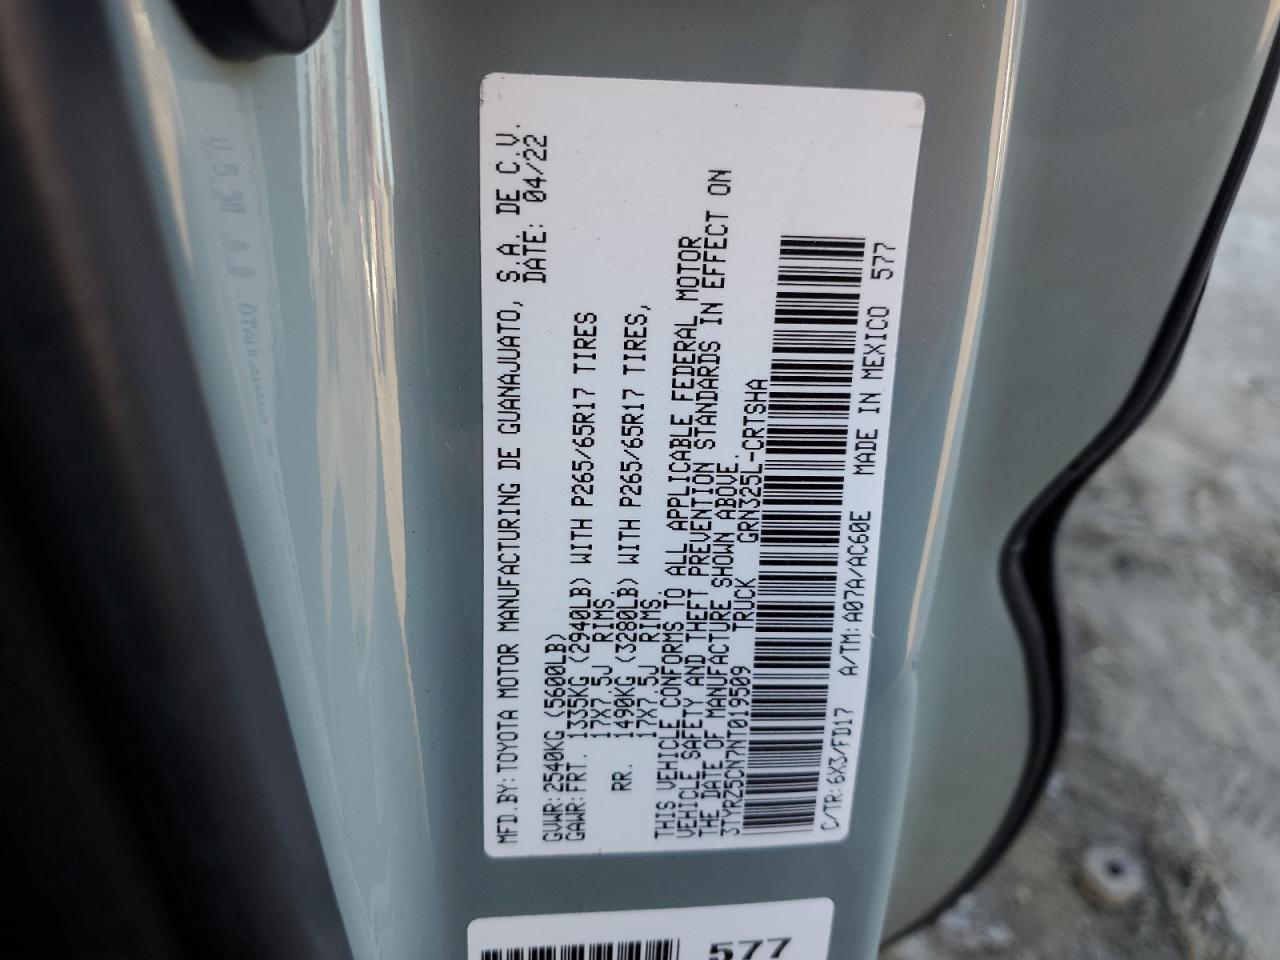 MFD.BY:TOYOTA MOTOR MANUFACTURING DE GUANAJUATO, S.A. DE C.V.
DATE: 04/22
GVWR:2540KG (5600LB)
GAWR:FRT. 1335KG (2940LB) WITH P265/65R17 TIRES
17X7.5J RIMS.
RR. 1490KG (3280LB) WITH P265/65R17 TIRES,
17X7.5J RIMS.
THIS VEHICLE CONFORMS TO ALL APPLICABLE FEDERAL MOTOR
VEHICLE SAFETY AND THEFT PREVENTION STANDARDS IN EFFECT ON
THE DATE OF MANUFACTURE SHOWN ABOVE.
3TYRZ5CN7NT019509 TRUCK GRN325L-CRTSHA
C/TR:6X3/FD17 A/TM:A07A/AC60E MADE IN MEXICO 577
577